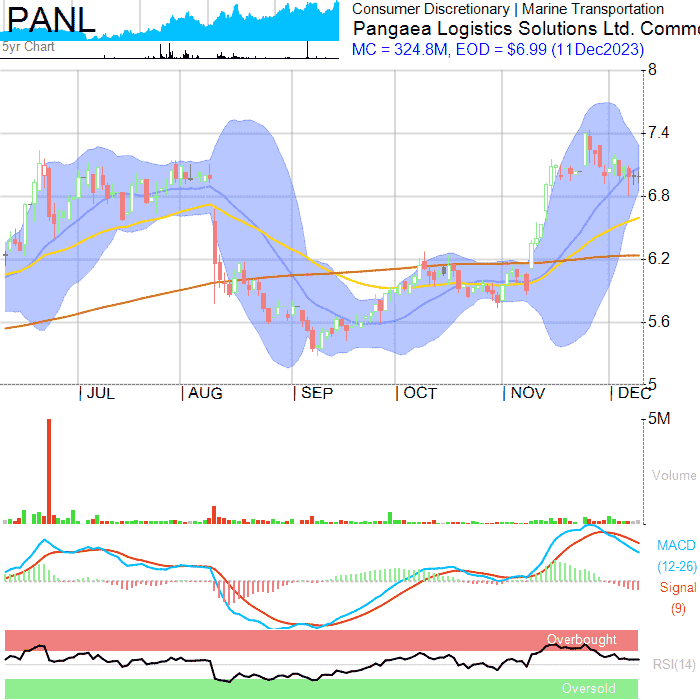 PANL
5yr Chart
Consumer Discretionary | Marine Transportation
Pangaea Logistics Solutions Ltd. Commo
MC = 324.8M, EOD = $6.99 (11Dec2023)
8
7.4
6.8
6.2
5.6
5
JUL
AUG
SEP
OCT
NOV
DEC
5M
Volume
MACD
(12-26)
Signal
(9)
Overbought
RSI(14)
Oversold